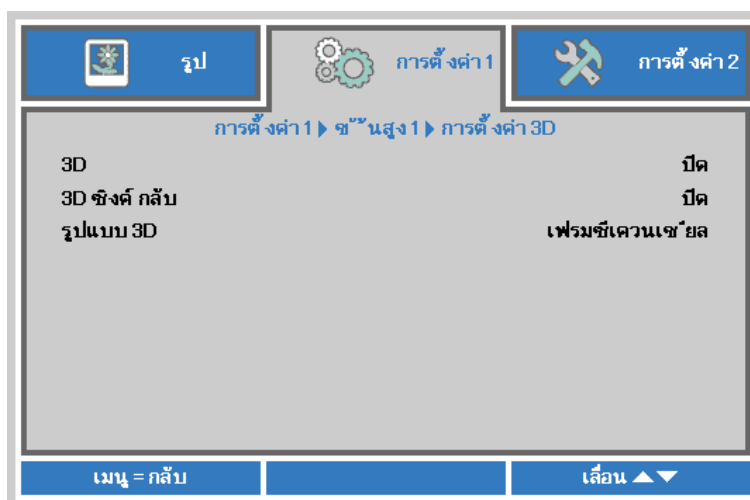 รูป
การตั้งค่า 1
การตั้งค่า 2
การตั้งค่า 1 ▶ ขั้นสูง 1 ▶ การตั้งค่า 3D
3D ปิด
3D ซิงค์ กลับ ปิด
รูปแบบ 3D เฟรมซีเควนเชียล
เมนู = กลับ
เลื่อน ▲▼